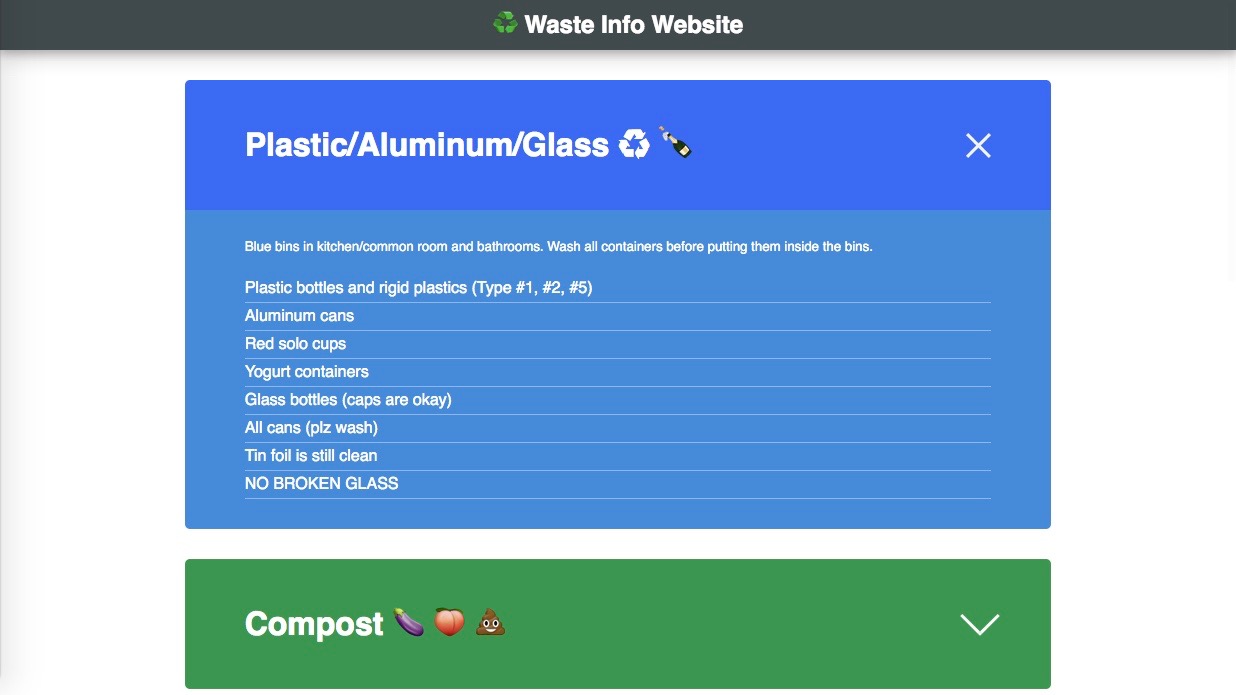 ♻️ Waste Info Website
Plastic/Aluminum/Glass ♻ 🍾
Blue bins in kitchen/common room and bathrooms. Wash all containers before putting them inside the bins.
Plastic bottles and rigid plastics (Type #1, #2, #5)
Aluminum cans
Red solo cups
Yogurt containers
Glass bottles (caps are okay)
All cans (plz wash)
Tin foil is still clean
NO BROKEN GLASS
Compost 🍆 🍑 💩